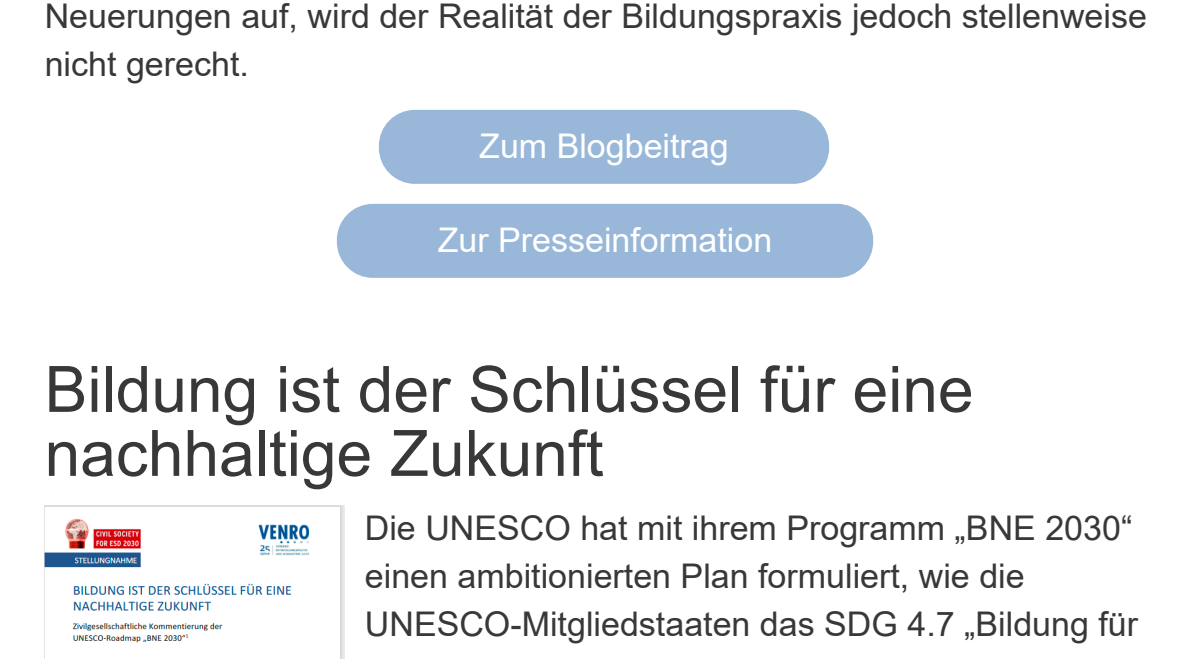 Neuerungen auf, wird der Realität der Bildungspraxis jedoch stellenweise
nicht gerecht.
Zum Blogbeitrag
Zur Presseinformation
Bildung ist der Schlüssel für eine
nachhaltige Zukunft
CIVIL SOCIETY
FOR ESD 2030
STELLUNGNAHME
VENRO
BILDUNG IST DER SCHLÜSSEL FÜR EINE
NACHHALTIGE ZUKUNFT
Zivilgesellschaftliche Kommentierung der
UNESCO-Roadmap „BNE 2030“¹
Die UNESCO hat mit ihrem Programm „BNE 2030“
einen ambitionierten Plan formuliert, wie die
UNESCO-Mitgliedstaaten das SDG 4.7 „Bildung für